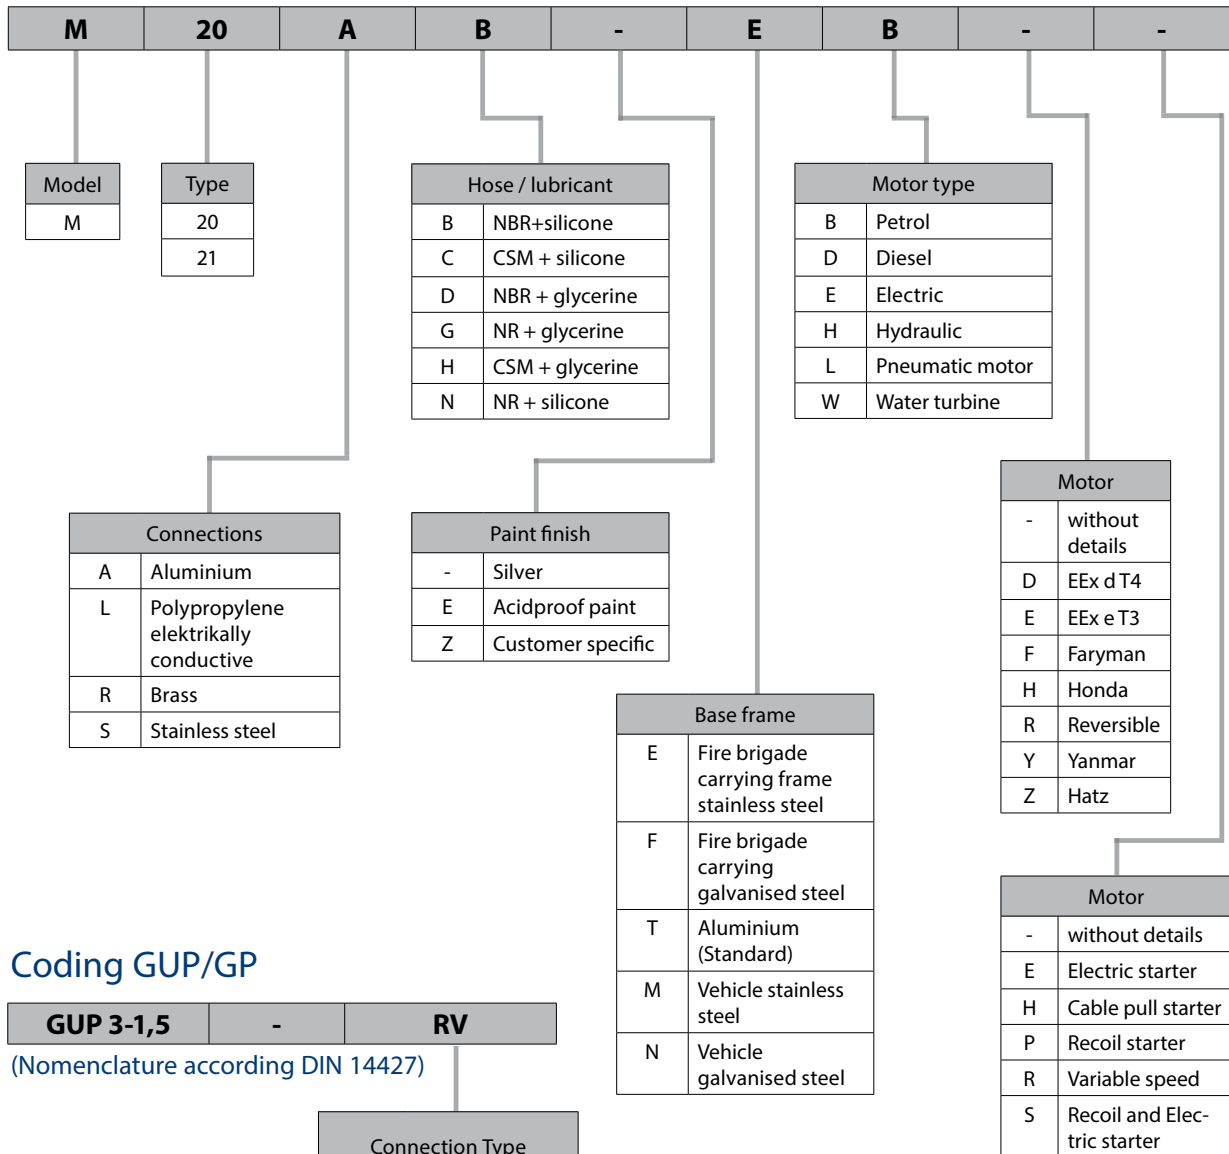 M 20 A B - E B - -
Model
M
Type
20
21
Hose / lubricant
B NBR+silicone
C CSM + silicone
D NBR + glycerine
G NR + glycerine
H CSM + glycerine
N NR + silicone
Motor type
B Petrol
D Diesel
E Electric
H Hydraulic
L Pneumatic motor
W Water turbine
Connections
A Aluminium
L Polypropylene
elektrikally
conductive
R Brass
S Stainless steel
Paint finish
- Silver
E Acidproof paint
Z Customer specific
Motor
- without
details
D EEx d T4
E EEx e T3
F Faryman
H Honda
R Reversible
Y Yanmar
Z Hatz
Base frame
E Fire brigade
carrying frame
stainless steel
F Fire brigade
carrying
galvanised steel
T Aluminium
(Standard)
M Vehicle stainless
steel
N Vehicle
galvanised steel
Motor
- without details
E Electric starter
H Cable pull starter
P Recoil starter
R Variable speed
S Recoil and Elec-
tric starter
Coding GUP/GP
GUP 3-1,5 - RV
(Nomenclature according DIN 14427)
Connection Type